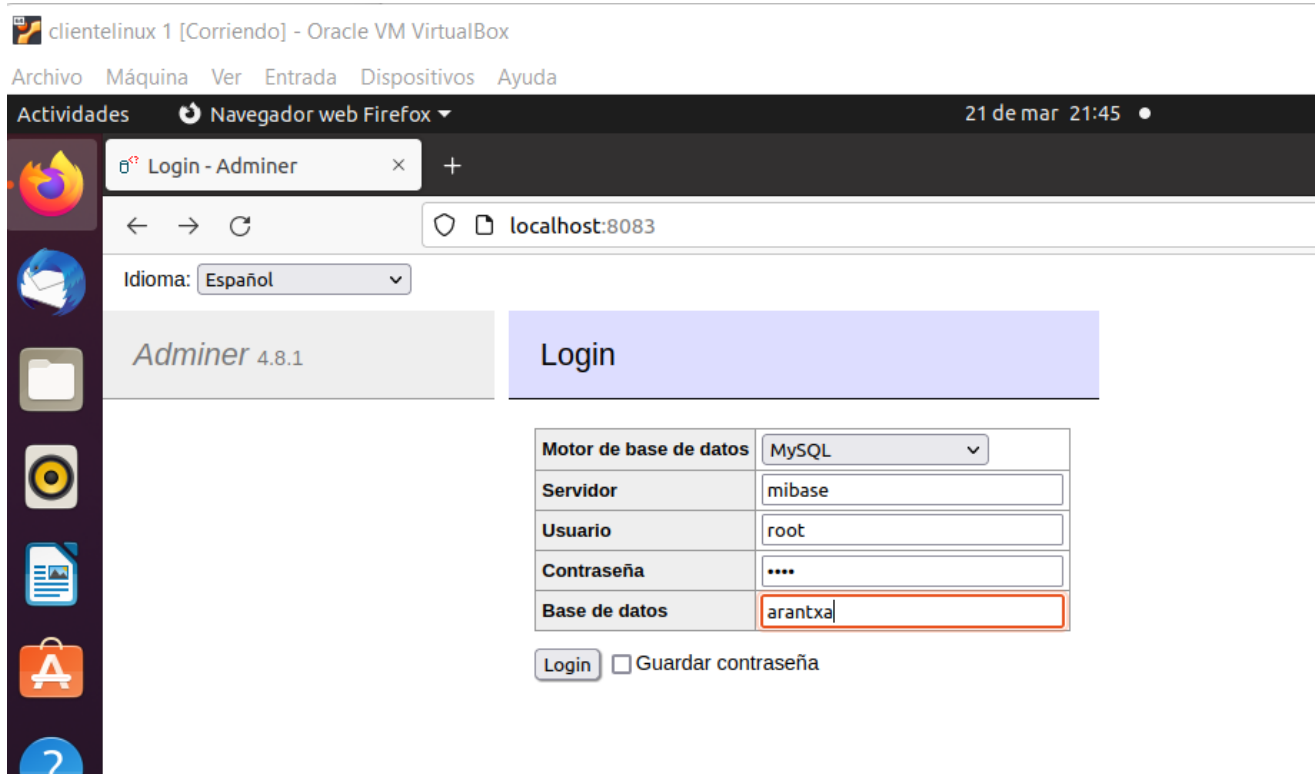 clientelinux 1 [Corriendo] - Oracle VM VirtualBox
Archivo Máquina Ver Entrada Dispositivos Ayuda
Actividades Navegador web Firefox 21 de mar 21:45
Login - Adminer
localhost:8083
Idioma: Español
Adminer 4.8.1
Login
Motor de base de datos MySQL
Servidor mibase
Usuario root
Contraseña ••••
Base de datos arantxa
Login Guardar contraseña